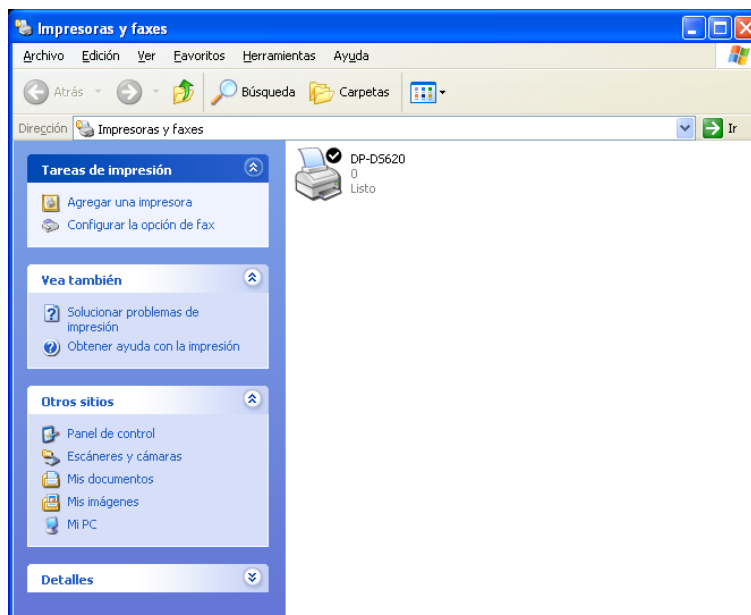 Impresoras y faxes
Archivo Edición Ver Favoritos Herramientas Ayuda
Atrás Búsqueda Carpetas
Dirección Impresoras y faxes Ir
Tareas de impresión
Agregar una impresora
Configurar la opción de fax
Vea también
Solucionar problemas de
impresión
Obtener ayuda con la impresión
Otros sitios
Panel de control
Escáneres y cámaras
Mis documentos
Mis imágenes
Mi PC
Detalles
DP-DS620
0
Listo